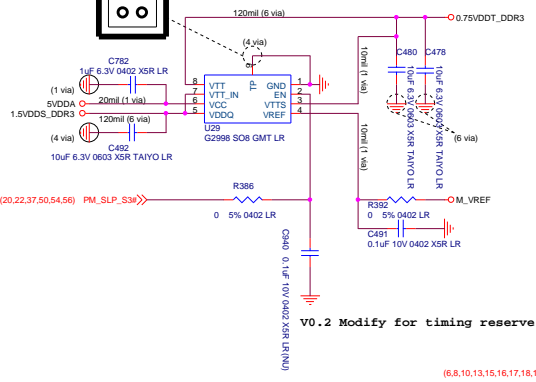 120mil (6 via)
0.75VDDT_DDR3
(4 via)
C782
1uF 6.3V 0402 X5R LR
(1 via)
5VDDA
20mil (1 via)
1.5VDDS_DDR3
120mil (6 via)
(4 via)
C492
10uF 6.3V 0603 X5R TAIYO LR
8 VTT
7 VTT_IN
6 VCC
5 VDDQ
TP
9
GND 1
EN 2
VTTS 3
VREF 4
U29
G2998 SO8 GMT LR
10mil (1 via)
10mil (1 via)
C480
10uF 6.3V 0603 X5R TAIYO LR
C478
10uF 6.3V 0603 X5R TAIYO LR
(6 via)
(20,22,37,50,54,56) PM_SLP_S3#
R386
0 5% 0402 LR
R392
0 5% 0402 LR
M_VREF
C491
0.1uF 10V 0402 X5R LR
C940 0.1uF 10V 0402 X5R LR(NU)
V0.2 Modify for timing reserve
(6,8,10,13,15,16,17,18,1